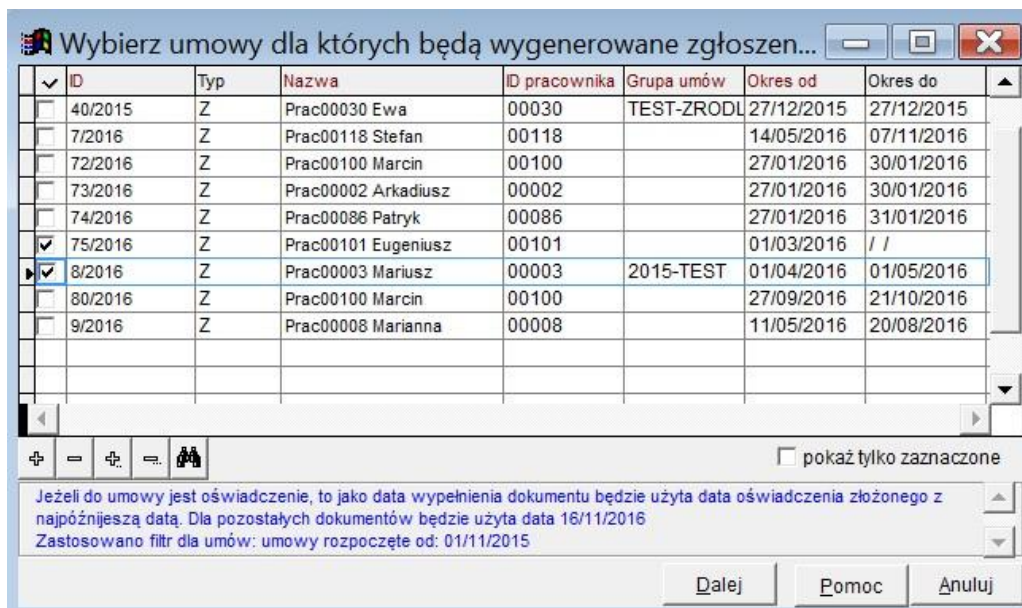 Wybierz umowy dla których będą wygenerowane zgłoszen...
ID Typ Nazwa ID pracownika Grupa umów Okres od Okres do
40/2015 Z Prac00030 Ewa 00030 TEST-ZRODL 27/12/2015 27/12/2015
7/2016 Z Prac00118 Stefan 00118 14/05/2016 07/11/2016
72/2016 Z Prac00100 Marcin 00100 27/01/2016 30/01/2016
73/2016 Z Prac00002 Arkadiusz 00002 27/01/2016 30/01/2016
74/2016 Z Prac00086 Patryk 00086 27/01/2016 31/01/2016
75/2016 Z Prac00101 Eugeniusz 00101 01/03/2016 / /
8/2016 Z Prac00003 Mariusz 00003 2015-TEST 01/04/2016 01/05/2016
80/2016 Z Prac00100 Marcin 00100 27/09/2016 21/10/2016
9/2016 Z Prac00008 Marianna 00008 11/05/2016 20/08/2016
pokaż tylko zaznaczone
Jeżeli do umowy jest oświadczenie, to jako data wypełnienia dokumentu będzie użyta data oświadczenia złożonego z
najpóżnijeszą datą. Dla pozostałych dokumentów będzie użyta data 16/11/2016
Zastosowano filtr dla umów: umowy rozpoczęte od: 01/11/2015
Dalej Pomoc Anuluj